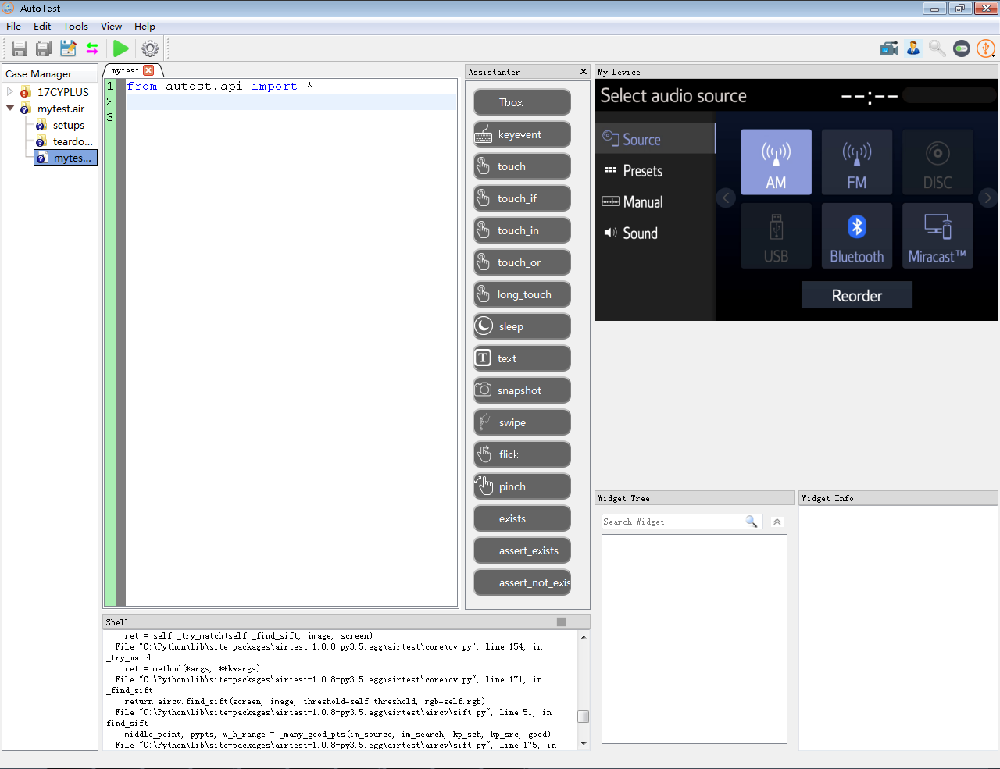 AutoTest
File Edit Tools View Help
Case Manager
17CYPLUS
mytest.air
setups
teardo...
mytes...
mytest
1 from autost.api import *
2
3
Assistanter
Tbox
keyevent
touch
touch_if
touch_in
touch_or
long_touch
sleep
text
snapshot
swipe
flick
pinch
exists
assert_exists
assert_not_exis
My Device
Select audio source --:--
Source
Presets
Manual
Sound
AM FM DISC
USB Bluetooth Miracast™
Reorder
Widget Tree
Search Widget
Widget Info
Shell
ret = self._try_match(self._find_sift, image, screen)
File "C:\Python\lib\site-packages\airtest-1.0.8-py3.5.egg\airtest\core\cv.py", line 154, in
_try_match
ret = method(*args, **kwargs)
File "C:\Python\lib\site-packages\airtest-1.0.8-py3.5.egg\airtest\core\cv.py", line 171, in
_find_sift
return aircv.find_sift(screen, image, threshold=self.threshold, rgb=self.rgb)
File "C:\Python\lib\site-packages\airtest-1.0.8-py3.5.egg\airtest\aircv\sift.py", line 51, in
find_sift
middle_point, pypts, w_h_range = _many_good_pts(im_source, im_search, kp_sch, kp_src, good)
File "C:\Python\lib\site-packages\airtest-1.0.8-py3.5.egg\airtest\aircv\sift.py", line 175, in